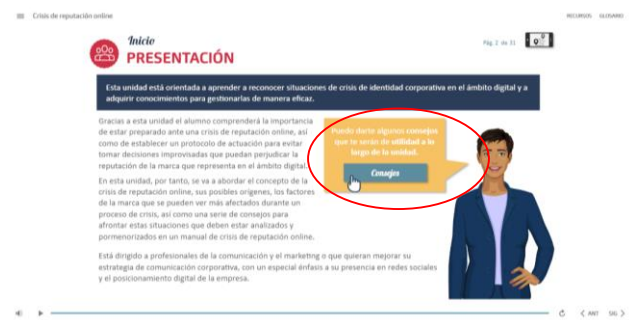 Crisis de reputación online
RECURSOS GLOSARIO
Inicio
PRESENTACIÓN
Pág 2 de 31
Esta unidad está orientada a aprender a reconocer situaciones de crisis de identidad corporativa en el ámbito digital y a
adquirir conocimientos para gestionarlas de manera eficaz.
Gracias a esta unidad el alumno comprenderá la importancia
de estar preparado ante una crisis de reputación online, así
como de establecer un protocolo de actuación para evitar
tomar decisiones improvisadas que puedan perjudicar la
reputación de la marca que representa en el ámbito digital.
En esta unidad, por tanto, se va a abordar el concepto de la
crisis de reputación online, sus posibles orígenes, los factores
de la marca que se pueden ver más afectados durante un
proceso de crisis, así como una serie de consejos para
afrontar estas situaciones que deben estar analizados y
pormenorizados en un manual de crisis de reputación online.
Puedo darte algunos consejos
que te serán de utilidad a lo
largo de la unidad.
Consejos
Está dirigido a profesionales de la comunicación y el marketing o que quieran mejorar su
estrategia de comunicación corporativa, con un especial énfasis a su presencia en redes sociales
y el posicionamiento digital de la empresa.
ANT SIG